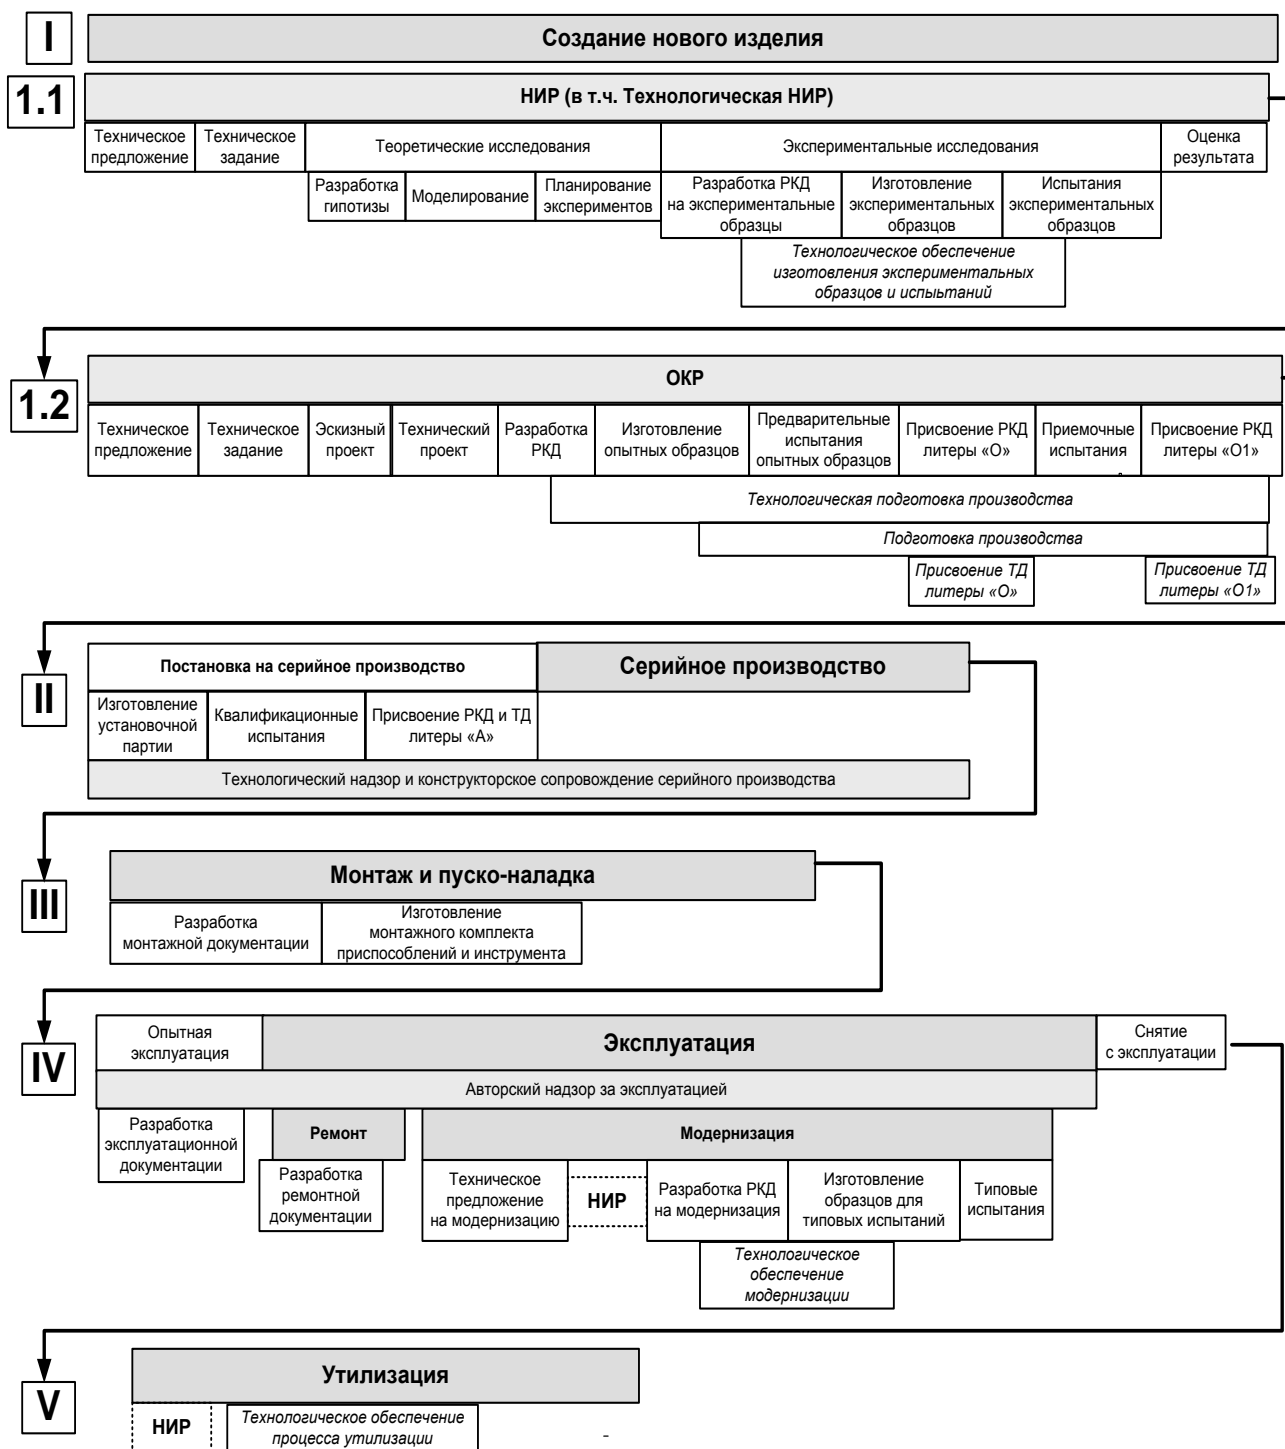 I
Создание нового изделия
1.1
НИР (в т.ч. Технологическая НИР)
Техническое
предложение
Техническое
задание
Теоретические исследования
Экспериментальные исследования
Оценка
результата
Разработка
гипотизы
Моделирование
Планирование
экспериментов
Разработка РКД
на экспериментальные
образцы
Изготовление
экспериментальных
образцов
Испытания
экспериментальных
образцов
Технологическое обеспечение
изготовления экспериментальных
образцов и испыьтаний
1.2
ОКР
Техническое
предложение
Техническое
задание
Эскизный
проект
Технический
проект
Разработка
РКД
Изготовление
опытных образцов
Предварительные
испытания
опытных образцов
Присвоение РКД
литеры «О»
Приемочные
испытания
Присвоение РКД
литеры «О1»
Технологическая подготовка производства
Подготовка производства
Присвоение ТД
литеры «О»
Присвоение ТД
литеры «О1»
II
Постановка на серийное производство
Серийное производство
Изготовление
установочной
партии
Квалификационные
испытания
Присвоение РКД и ТД
литеры «А»
Технологический надзор и конструкторское сопровождение серийного производства
III
Монтаж и пуско-наладка
Разработка
монтажной документации
Изготовление
монтажного комплекта
приспособлений и инструмента
IV
Опытная
эксплуатация
Эксплуатация
Снятие
с эксплуатации
Авторский надзор за эксплуатацией
Разработка
эксплуатационной
документации
Ремонт
Модернизация
Разработка
ремонтной
документации
Техническое
предложение
на модернизацию
НИР
Разработка РКД
на модернизация
Изготовление
образцов для
типовых испытаний
Типовые
испытания
Технологическое
обеспечение
модернизации
V
Утилизация
НИР
Технологическое обеспечение
процесса утилизации